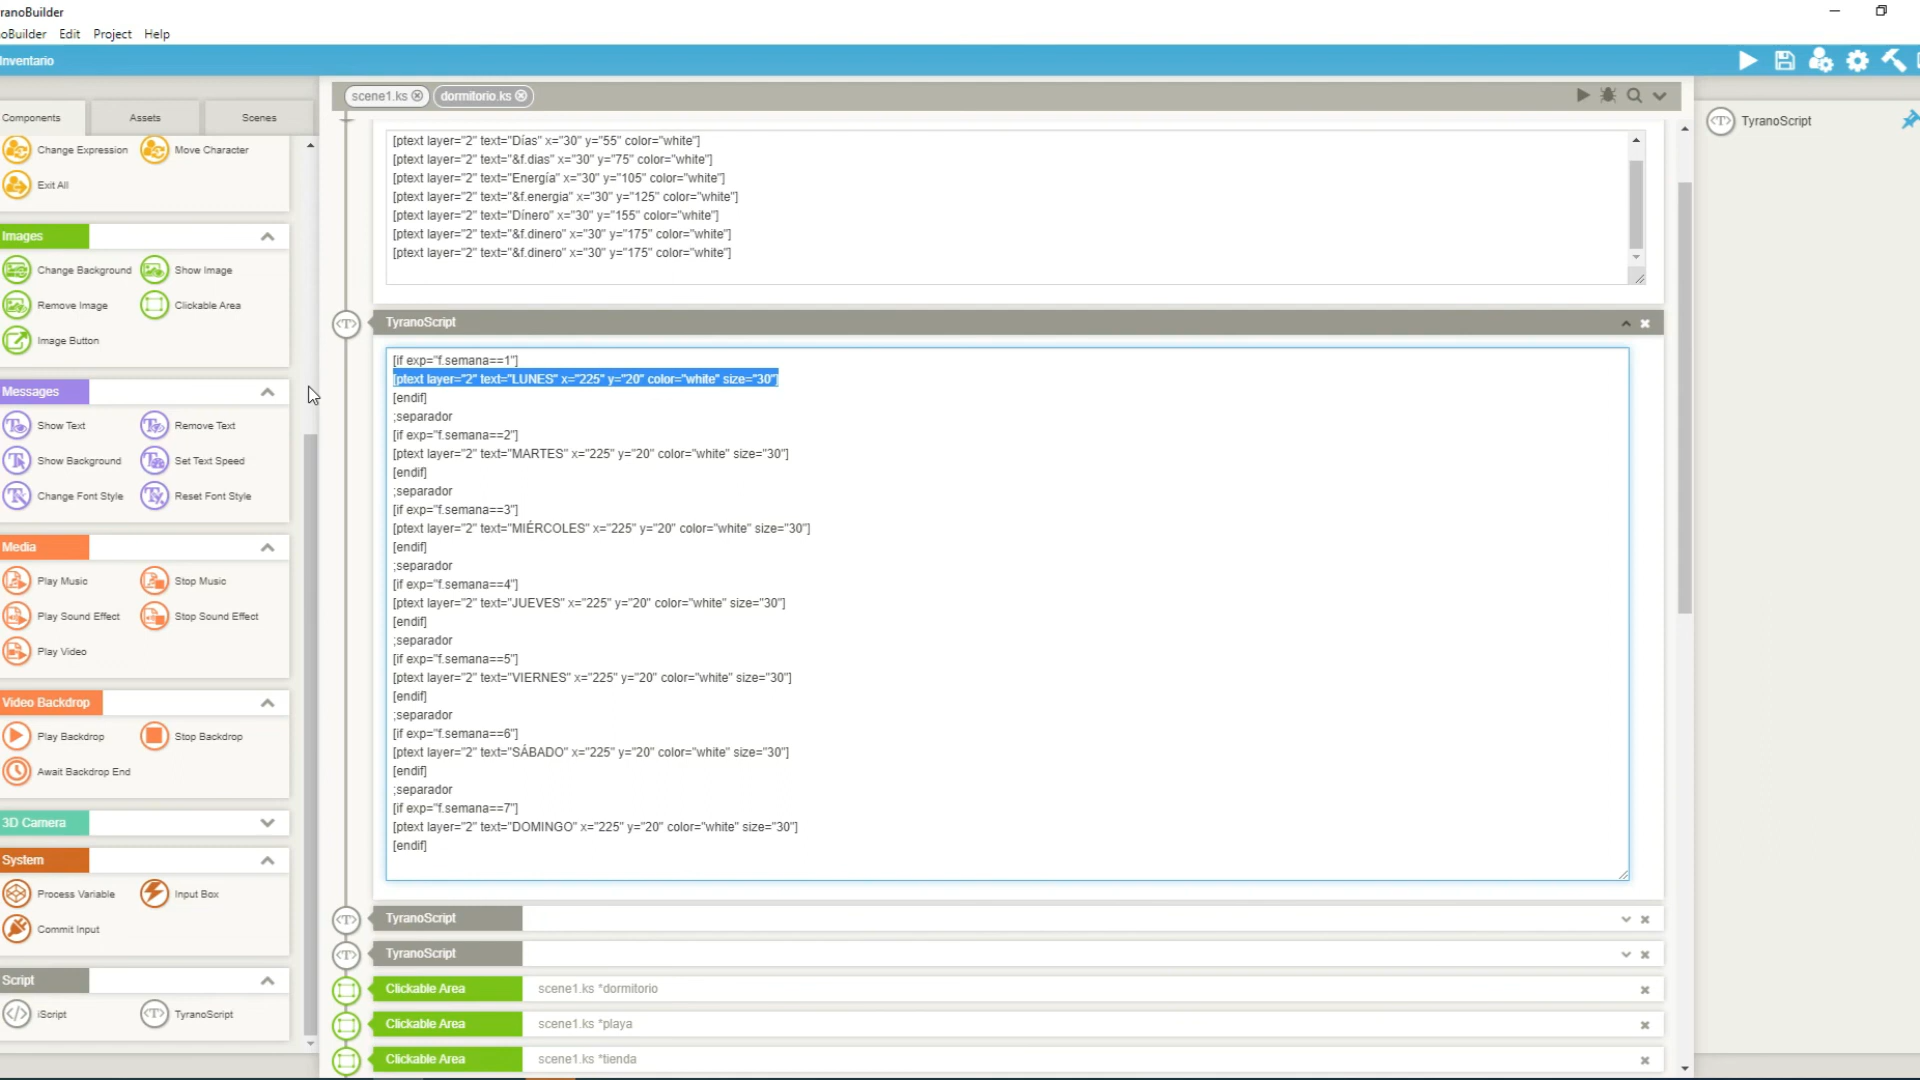 ranoBuilder
oBuilder Edit Project Help
Inventario
Components Assets Scenes
Change Expression Move Character
Exit All
Images
Change Background Show Image
Remove Image Clickable Area
Image Button
Messages
Show Text Remove Text
Show Background Set Text Speed
Change Font Style Reset Font Style
Media
Play Music Stop Music
Play Sound Effect Stop Sound Effect
Play Video
Video Backdrop
Play Backdrop Stop Backdrop
Await Backdrop End
3D Camera
System
Process Variable Input Box
Commit Input
Script
iScript TyranoScript
scene1.ks dormitorio.ks
[ptext layer="2" text="Días" x="30" y="55" color="white"]
[ptext layer="2" text="&f.dias" x="30" y="75" color="white"]
[ptext layer="2" text="Energía" x="30" y="105" color="white"]
[ptext layer="2" text="&f.energia" x="30" y="125" color="white"]
[ptext layer="2" text="Dínero" x="30" y="155" color="white"]
[ptext layer="2" text="&f.dinero" x="30" y="175" color="white"]
[ptext layer="2" text="&f.dinero" x="30" y="175" color="white"]
TyranoScript
[if exp="f.semana==1"]
[ptext layer="2" text="LUNES" x="225" y="20" color="white" size="30"]
[endif]
;separador
[if exp="f.semana==2"]
[ptext layer="2" text="MARTES" x="225" y="20" color="white" size="30"]
[endif]
;separador
[if exp="f.semana==3"]
[ptext layer="2" text="MIÉRCOLES" x="225" y="20" color="white" size="30"]
[endif]
;separador
[if exp="f.semana==4"]
[ptext layer="2" text="JUEVES" x="225" y="20" color="white" size="30"]
[endif]
;separador
[if exp="f.semana==5"]
[ptext layer="2" text="VIERNES" x="225" y="20" color="white" size="30"]
[endif]
;separador
[if exp="f.semana==6"]
[ptext layer="2" text="SÁBADO" x="225" y="20" color="white" size="30"]
[endif]
;separador
[if exp="f.semana==7"]
[ptext layer="2" text="DOMINGO" x="225" y="20" color="white" size="30"]
[endif]
TyranoScript
TyranoScript
Clickable Area scene1.ks *dormitorio
Clickable Area scene1.ks *playa
Clickable Area scene1.ks *tienda
TyranoScript